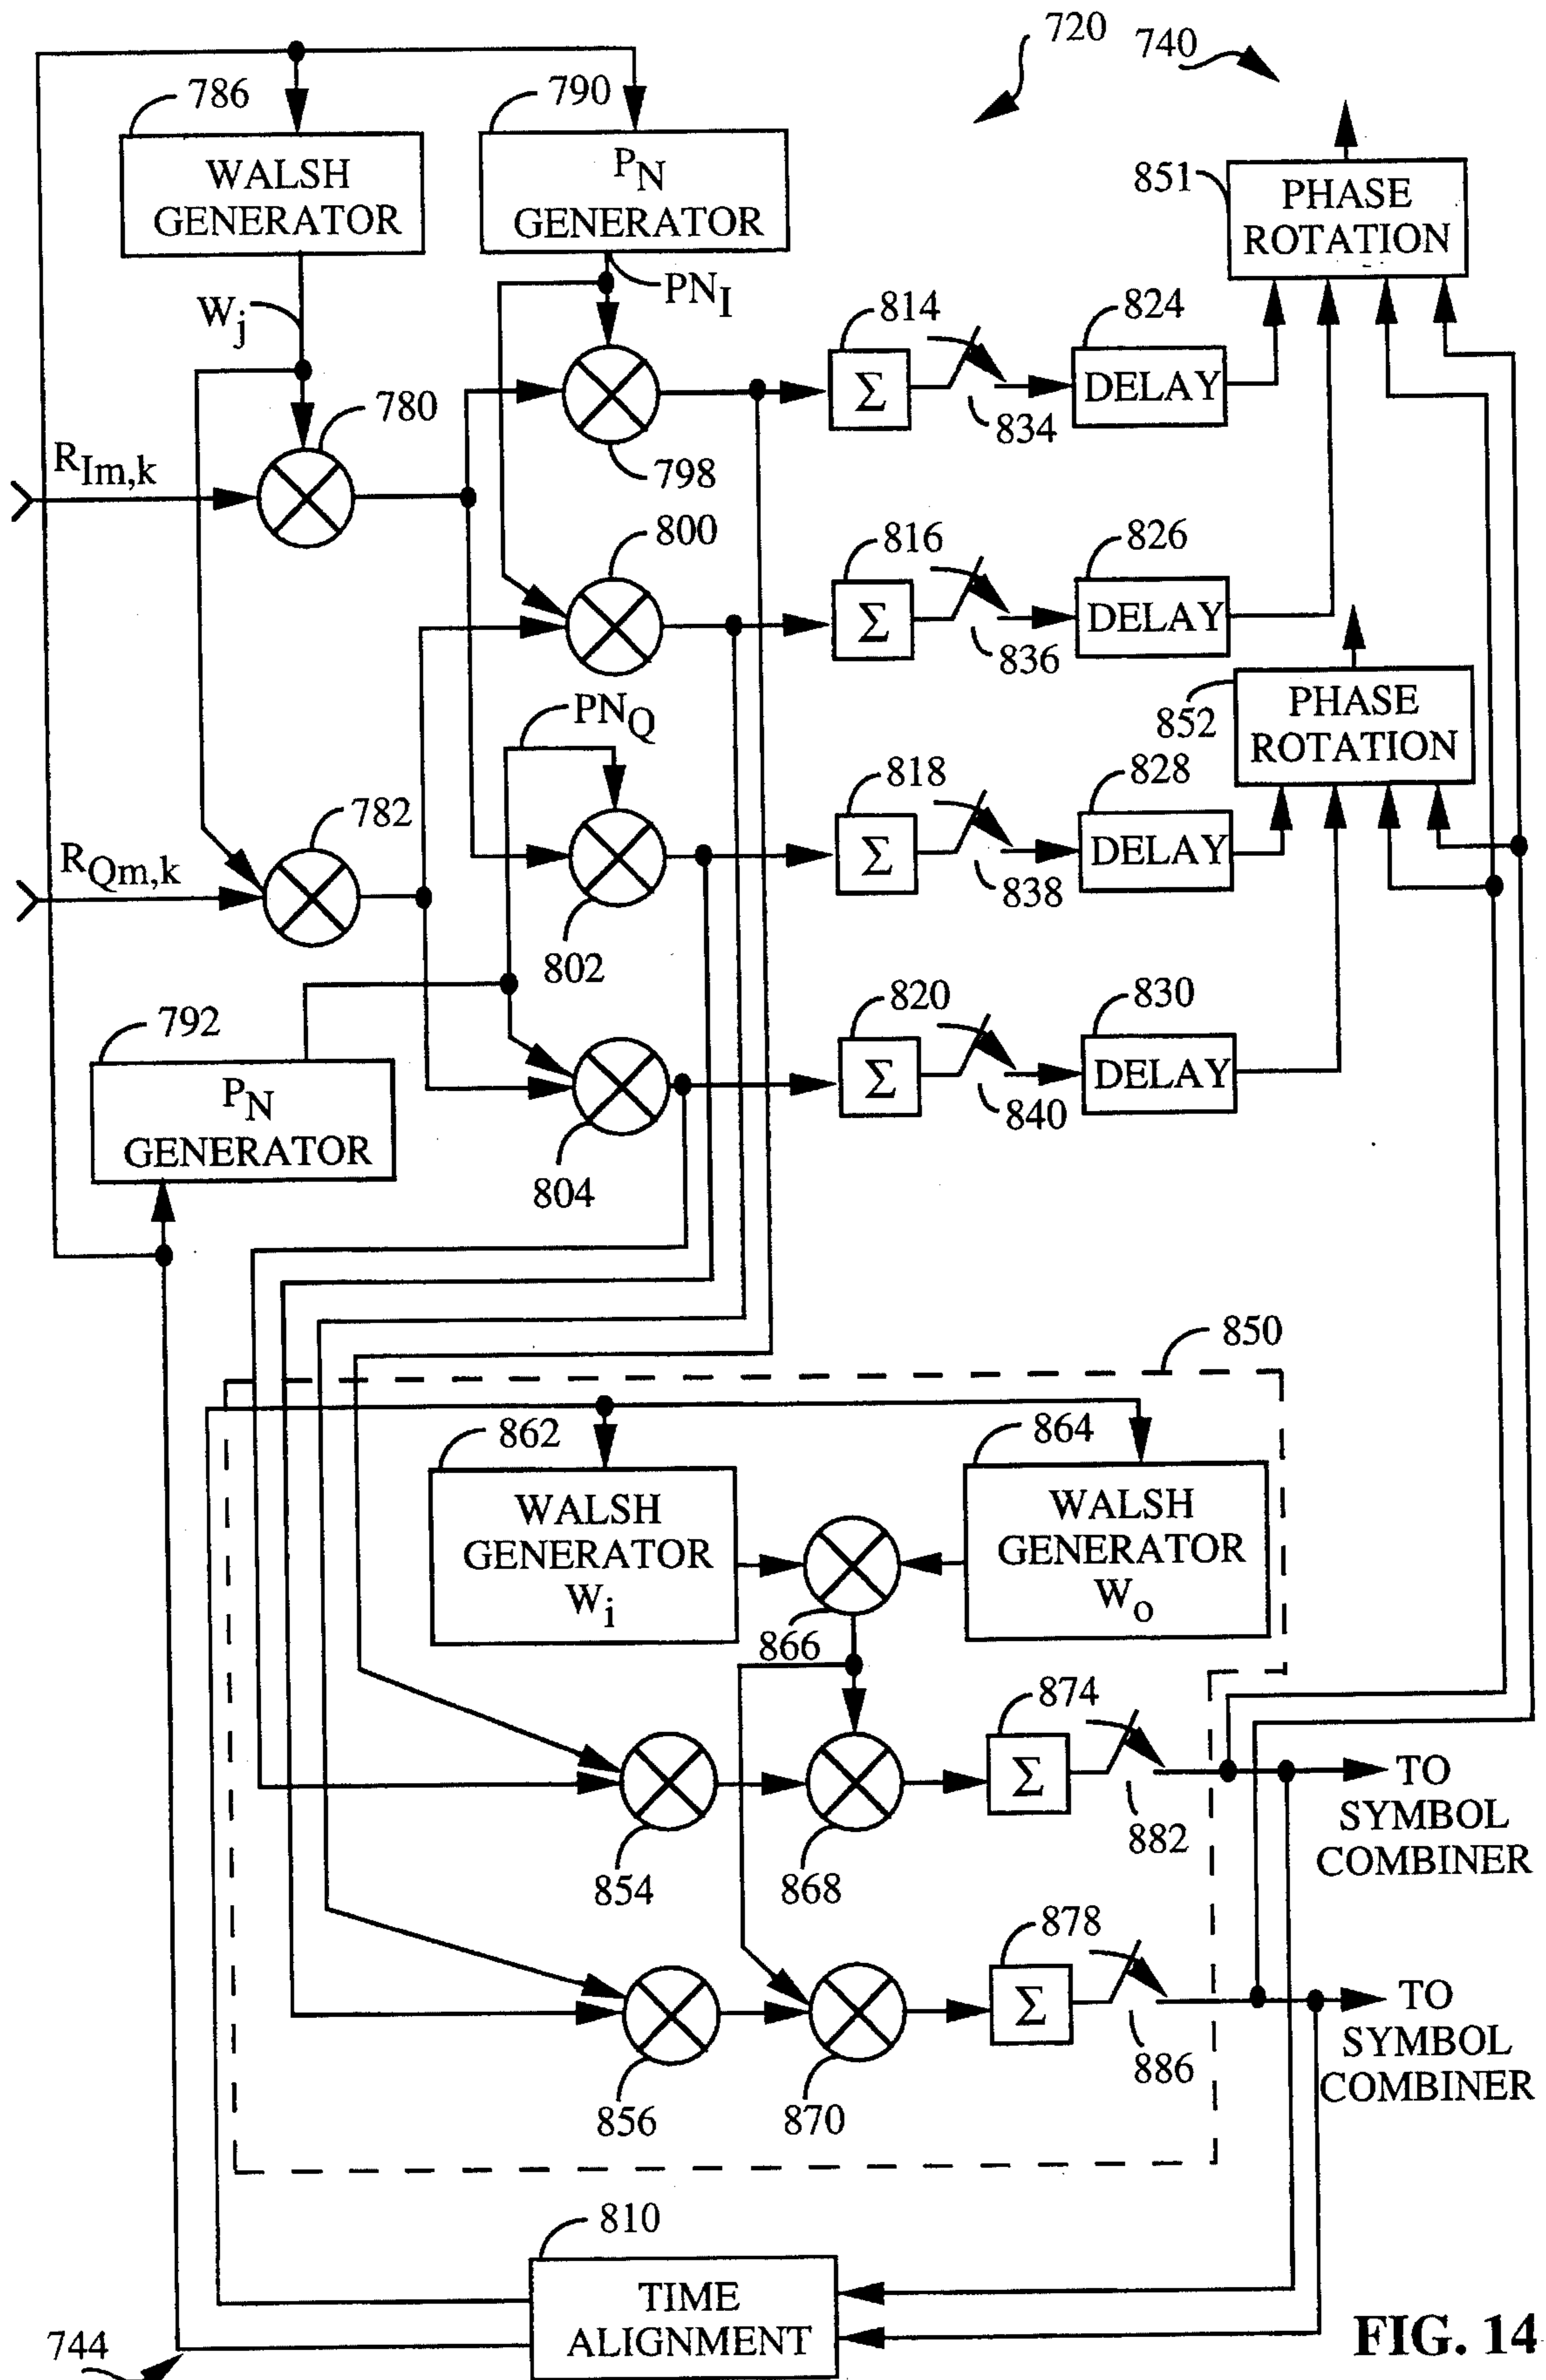 720
740
786
790
WALSH
GENERATOR
PN
GENERATOR
851
PHASE
ROTATION
PNI
Wj
814
824
Σ
DELAY
834
780
798
RIm,k
800
816
826
Σ
DELAY
836
PNQ
852
PHASE
ROTATION
818
828
Σ
DELAY
838
782
RQm,k
802
820
830
Σ
DELAY
840
792
PN
GENERATOR
804
850
862
864
WALSH
GENERATOR
Wi
WALSH
GENERATOR
Wo
866
874
Σ
882
TO
SYMBOL
COMBINER
854
868
878
Σ
886
TO
SYMBOL
COMBINER
856
870
810
TIME
ALIGNMENT
744
FIG. 14